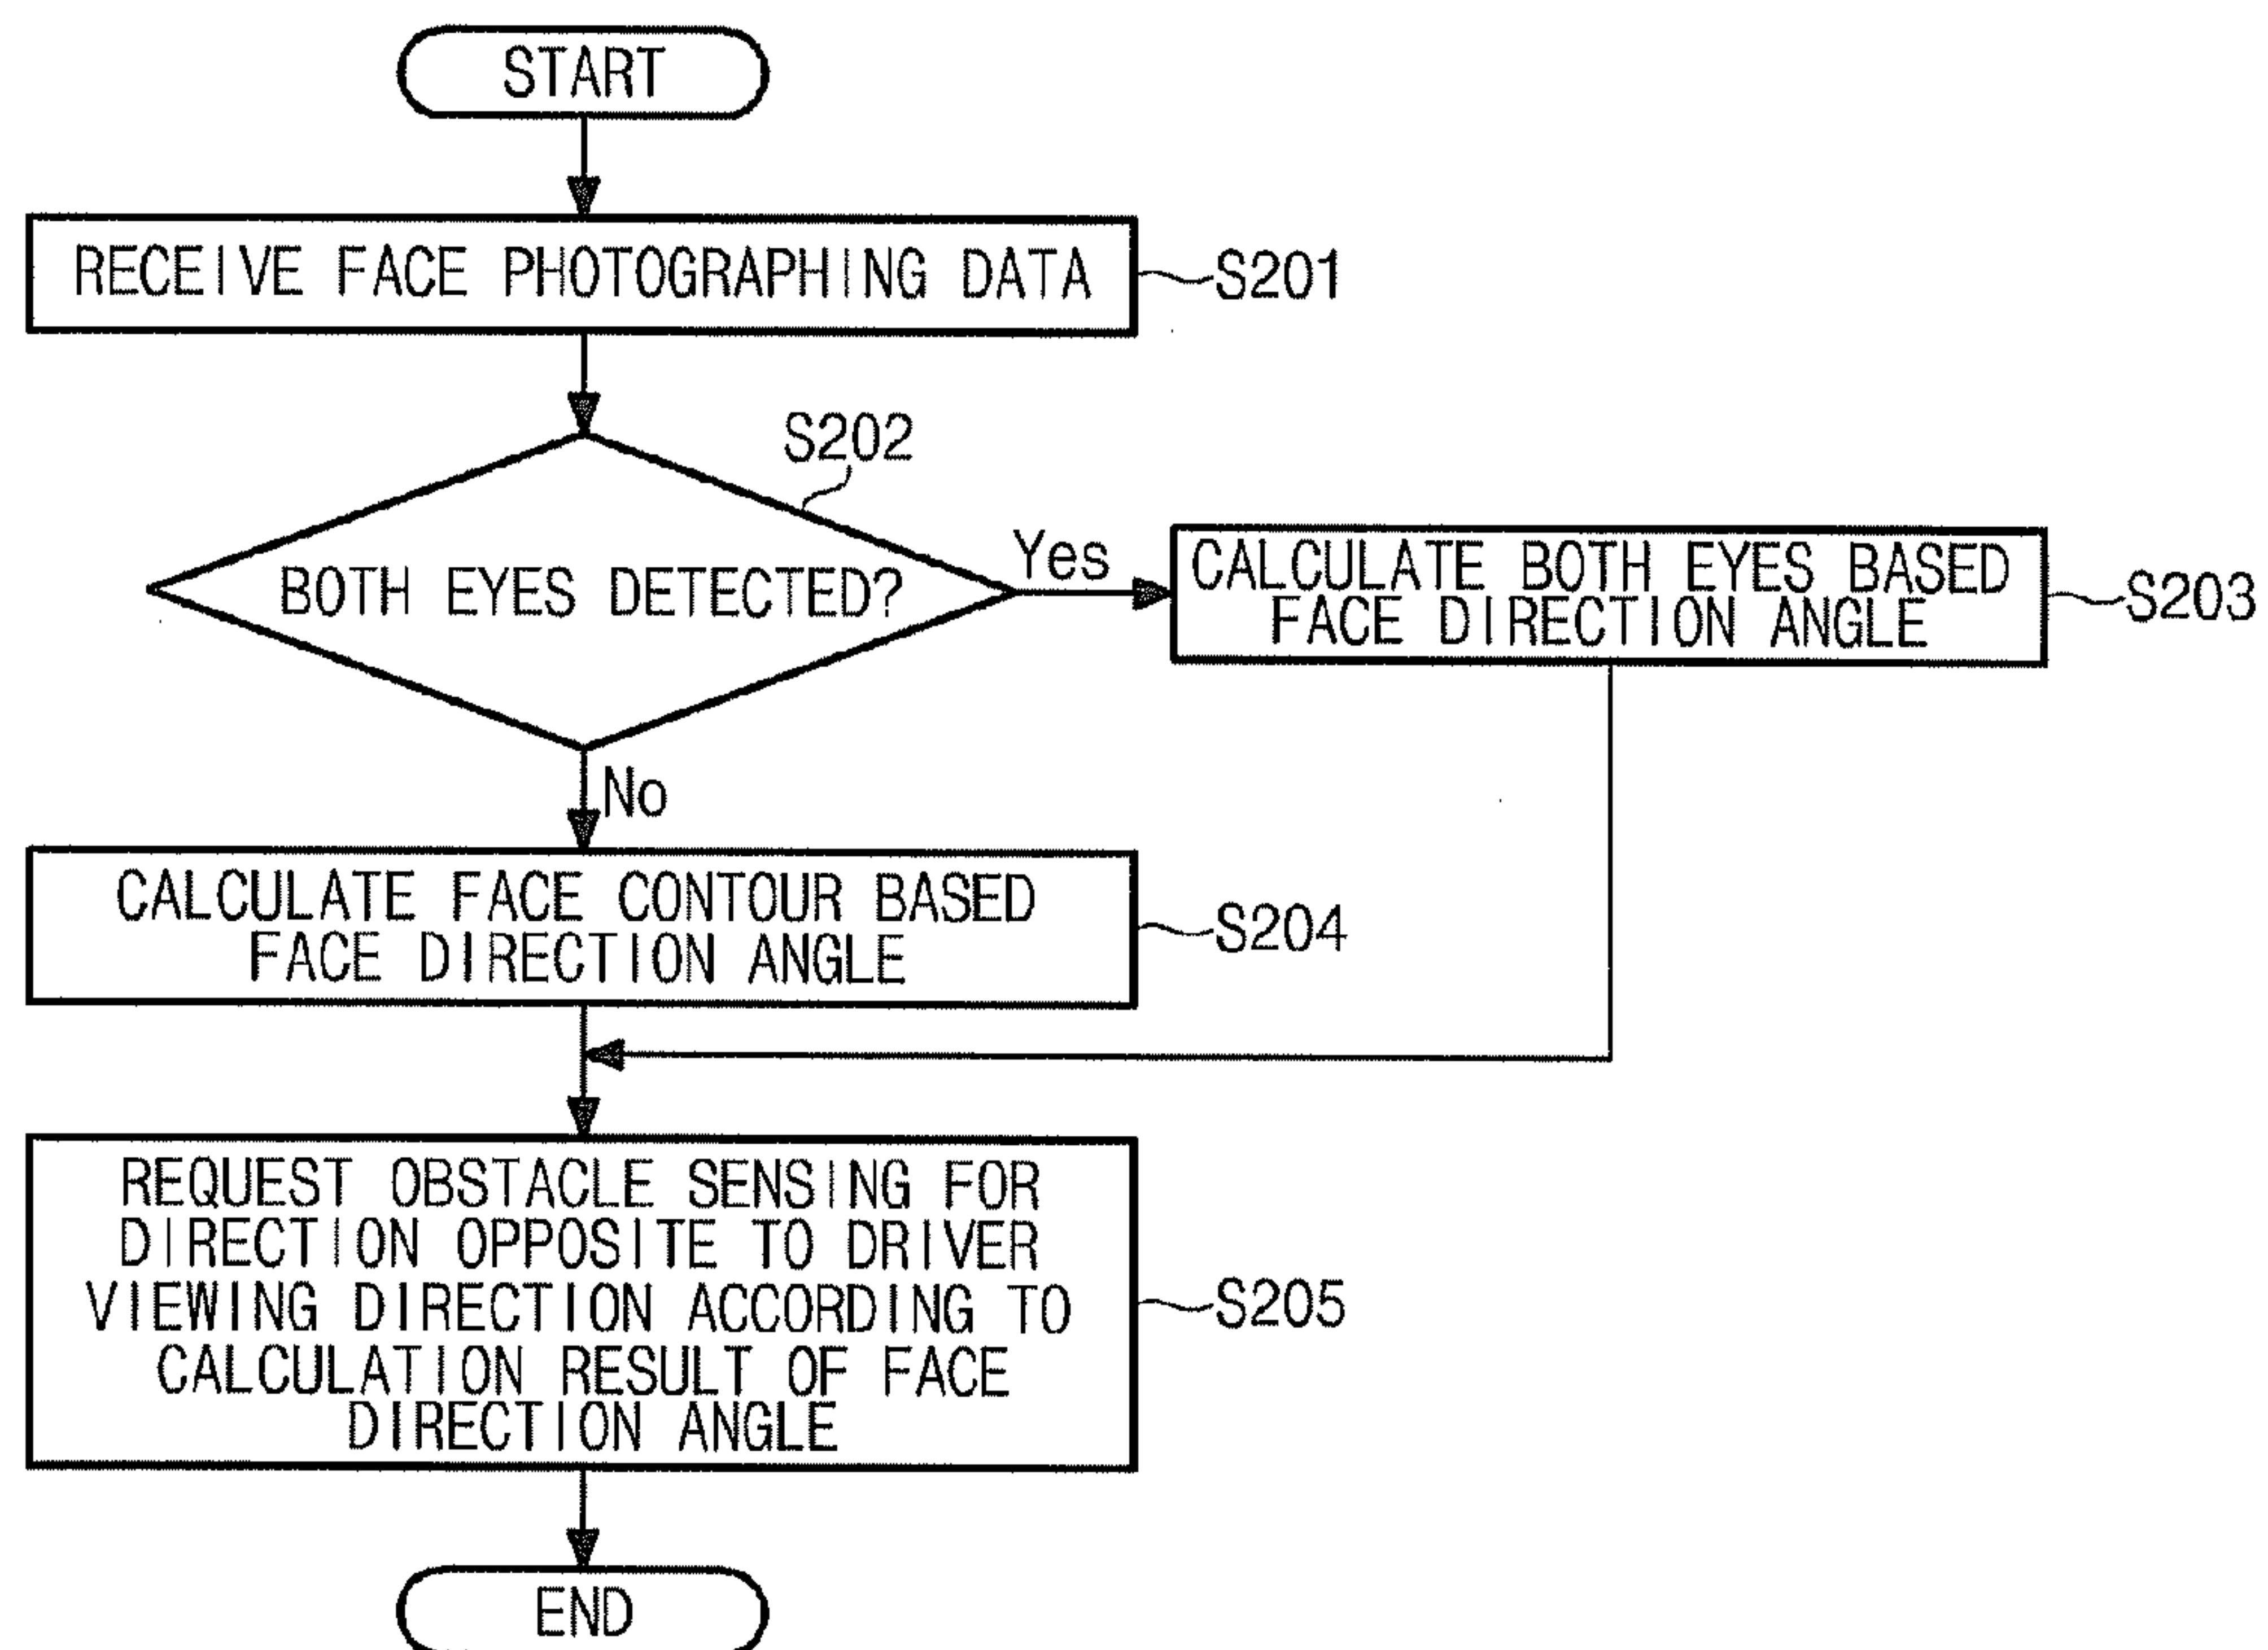 START
RECEIVE FACE PHOTOGRAPHING DATA
S201
S202
BOTH EYES DETECTED?
Yes
CALCULATE BOTH EYES BASED
FACE DIRECTION ANGLE
S203
No
CALCULATE FACE CONTOUR BASED
FACE DIRECTION ANGLE
S204
REQUEST OBSTACLE SENSING FOR
DIRECTION OPPOSITE TO DRIVER
VIEWING DIRECTION ACCORDING TO
CALCULATION RESULT OF FACE
DIRECTION ANGLE
S205
END